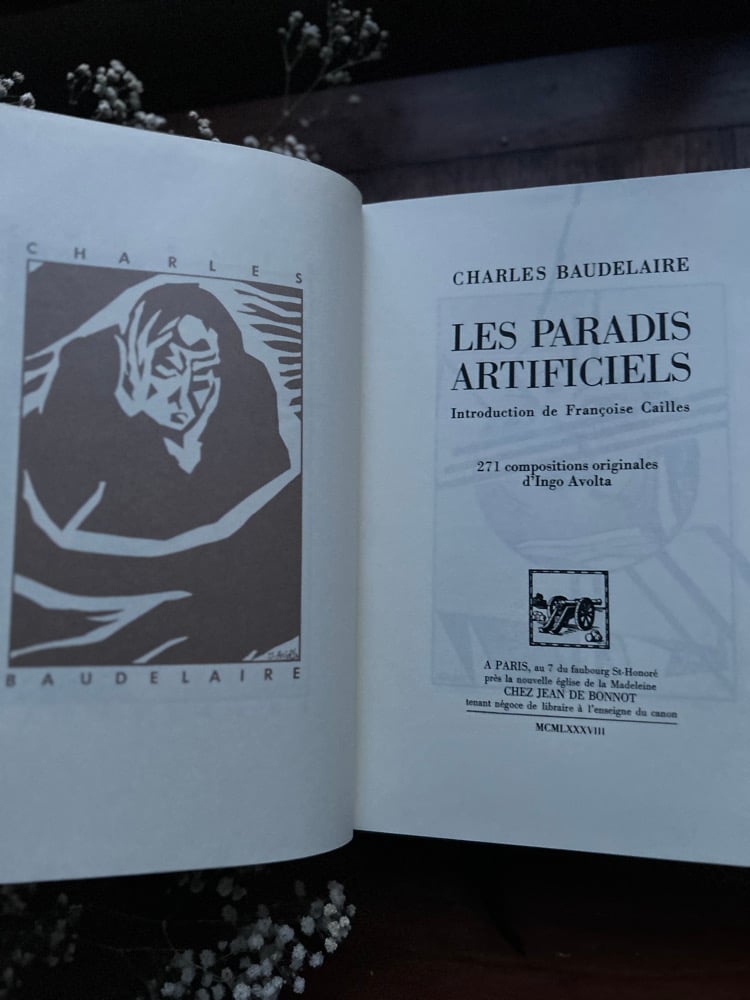 CHARLES
BAUDELAIRE
CHARLES BAUDELAIRE
LES PARADIS
ARTIFICIELS
Introduction de Françoise Cailles
271 compositions originales
d'Ingo Avolta
A PARIS, au 7 du faubourg St-Honoré
près la nouvelle église de la Madeleine
CHEZ JEAN DE BONNOT
tenant négoce de libraire à l'enseigne du canon
MCMLXXXVIII